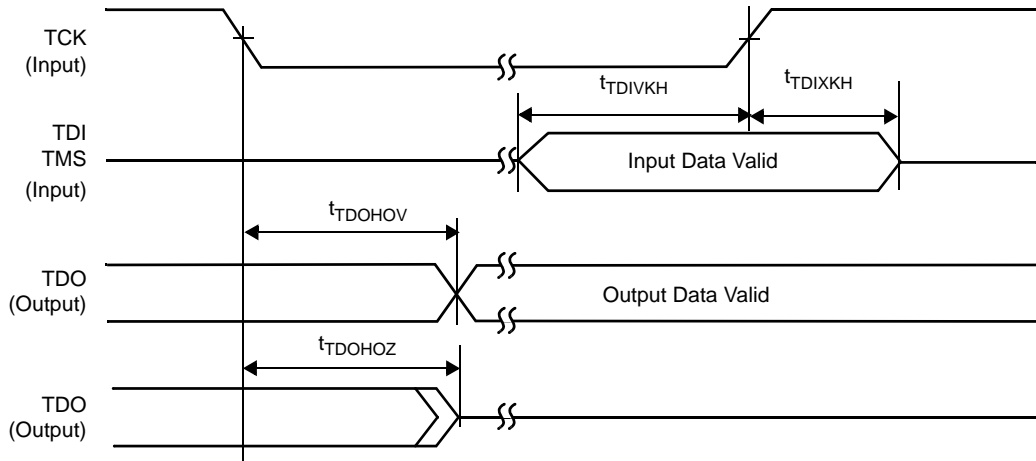 TCK
(Input)
tTDIVKH
tTDIXKH
TDI
TMS
(Input)
Input Data Valid
tTDOHOV
TDO
(Output)
Output Data Valid
tTDOHOZ
TDO
(Output)